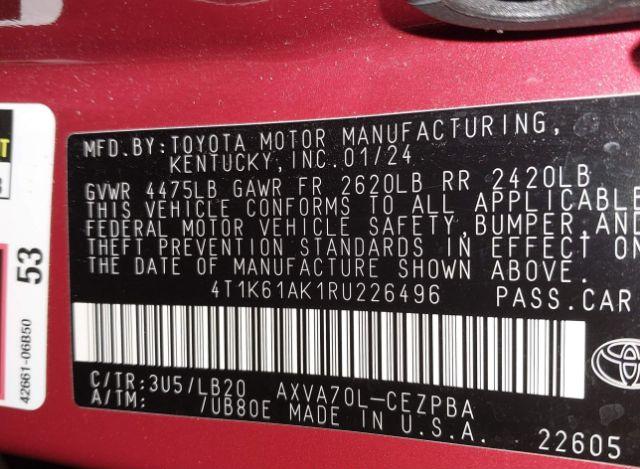 MFD.BY:TOYOTA MOTOR MANUFACTURING,
KENTUCKY,INC.01/24
GVWR 4475LB GAWR FR 2620LB RR 2420LB
THIS VEHICLE CONFORMS TO ALL APPLICABLE
FEDERAL MOTOR VEHICLE SAFETY,BUMPER,AND
THEFT PREVENTION STANDARDS IN EFFECT ON
THE DATE OF MANUFACTURE SHOWN ABOVE.
4T1K61AK1RU226496 PASS.CAR
C/TR:3U5/LB20 AXVA70L-CEZPBA
A/TM: /UB80E MADE IN U.S.A.
22605
53
42661-06B50